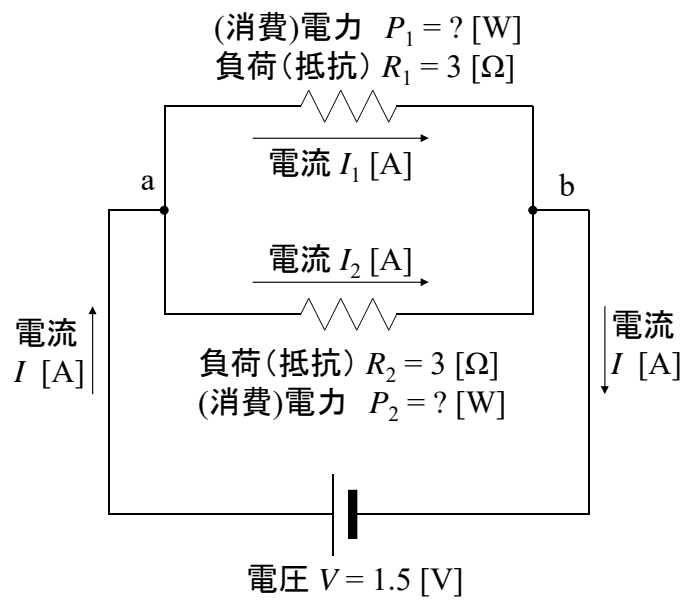 (消費)電力 P₁ = ? [W]
負荷(抵抗) R₁ = 3 [Ω]
電流 I₁ [A]
a
b
電流 I₂ [A]
電流
I [A]
電流
I [A]
負荷(抵抗) R₂ = 3 [Ω]
(消費)電力 P₂ = ? [W]
電圧 V = 1.5 [V]